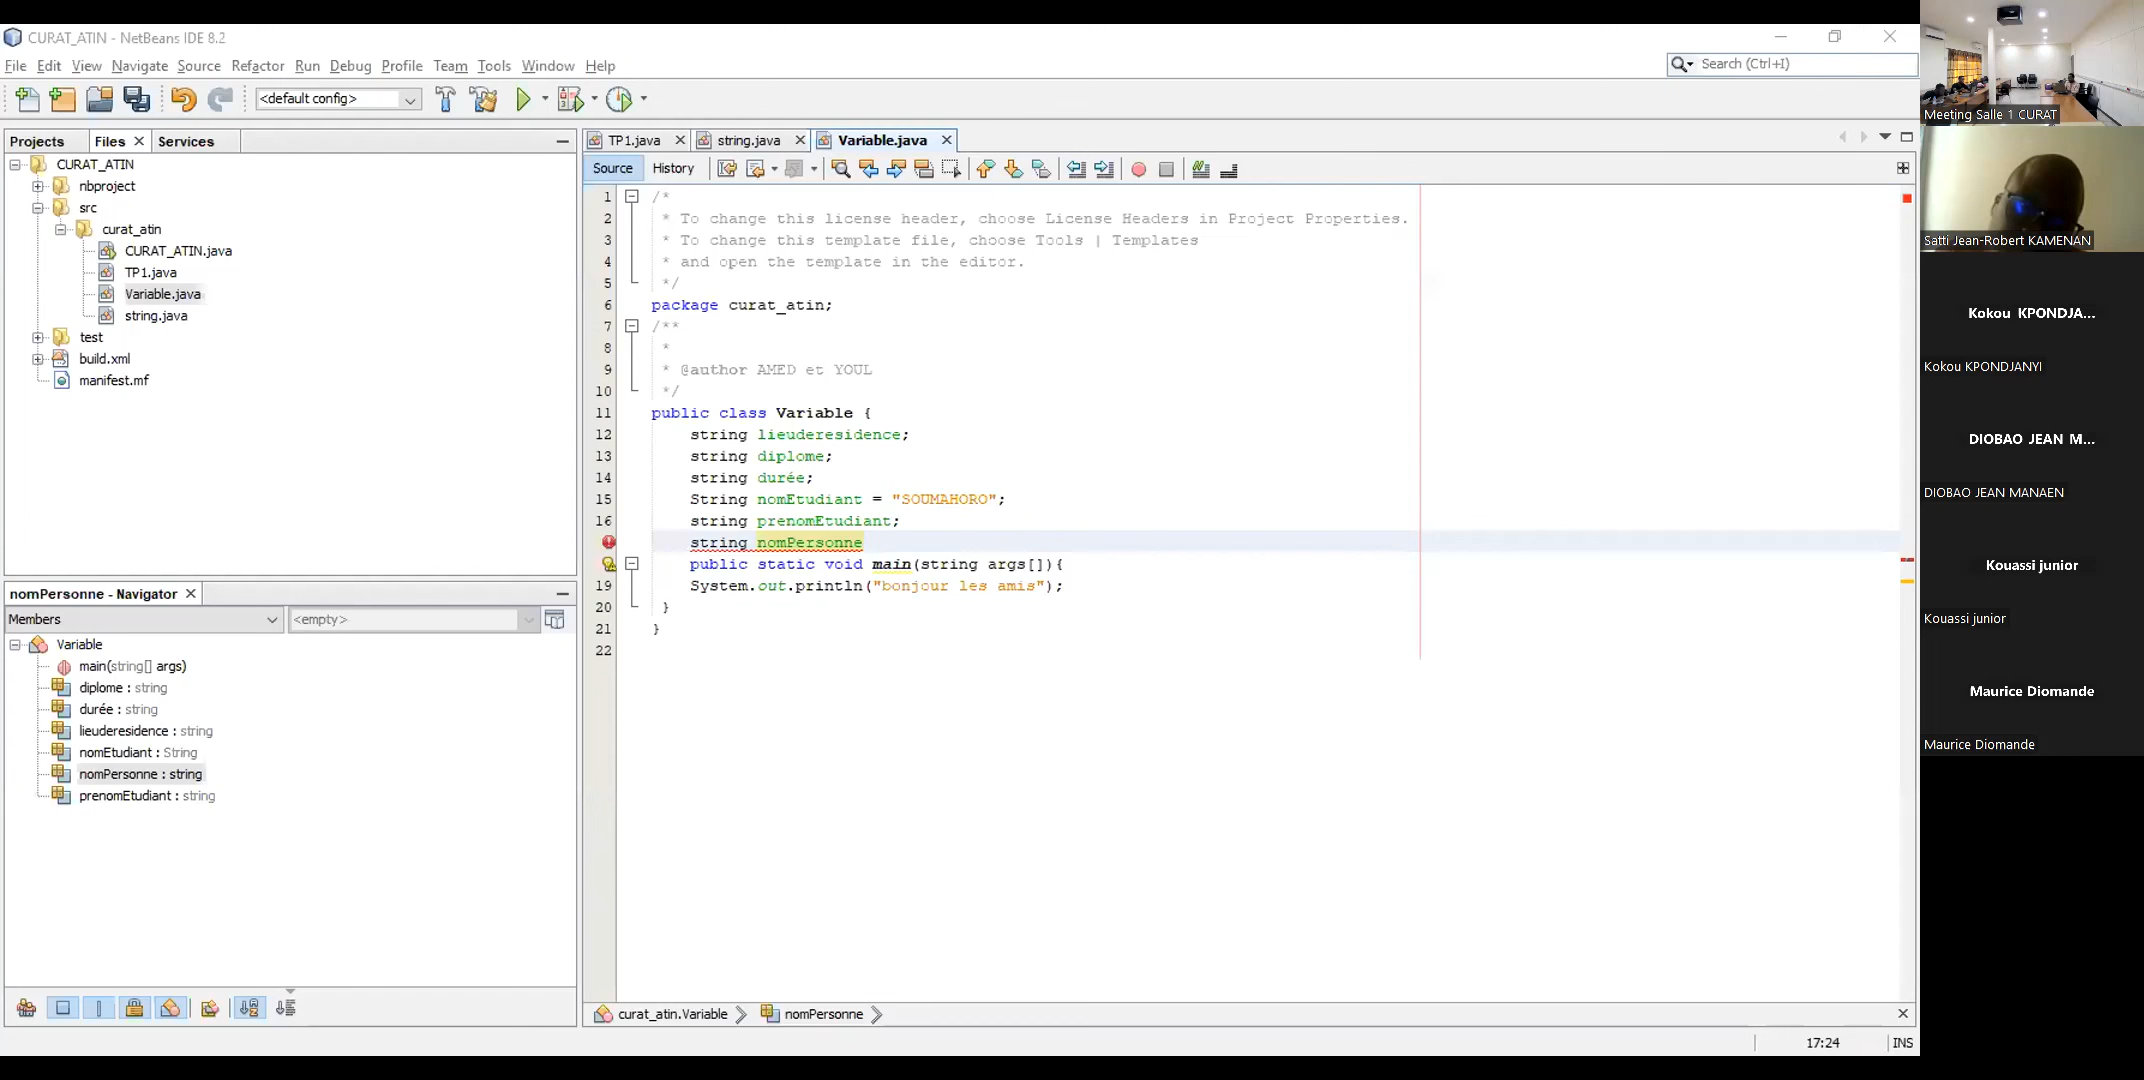 CURAT_ATIN - NetBeans IDE 8.2
File Edit View Navigate Source Refactor Run Debug Profile Team Tools Window Help
Search (Ctrl+I)
<default config>
Projects Files Services
CURAT_ATIN
nbproject
src
curat_atin
CURAT_ATIN.java
TP1.java
Variable.java
string.java
test
build.xml
manifest.mf
nomPersonne - Navigator
Members
<empty>
Variable
main(string[] args)
diplome : string
durée : string
lieuderesidence : string
nomEtudiant : String
nomPersonne : string
prenomEtudiant : string
TP1.java string.java Variable.java
Source History
1 /*
2 * To change this license header, choose License Headers in Project Properties.
3 * To change this template file, choose Tools | Templates
4 * and open the template in the editor.
5 */
6 package curat_atin;
7 /**
8 *
9 * @author AMED et YOUL
10 */
11 public class Variable {
12 string lieuderesidence;
13 string diplome;
14 string durée;
15 String nomEtudiant = "SOUMAHORO";
16 string prenomEtudiant;
string nomPersonne
public static void main(string args[]){
19 System.out.println("bonjour les amis");
20 }
21 }
22
curat_atin.Variable nomPersonne
17:24 INS
Meeting Salle 1 CURAT
Satti Jean-Robert KAMENAN
Kokou KPONDJA...
Kokou KPONDJANYI
DIOBAO JEAN M...
DIOBAO JEAN MANAEN
Kouassi junior
Kouassi junior
Maurice Diomande
Maurice Diomande